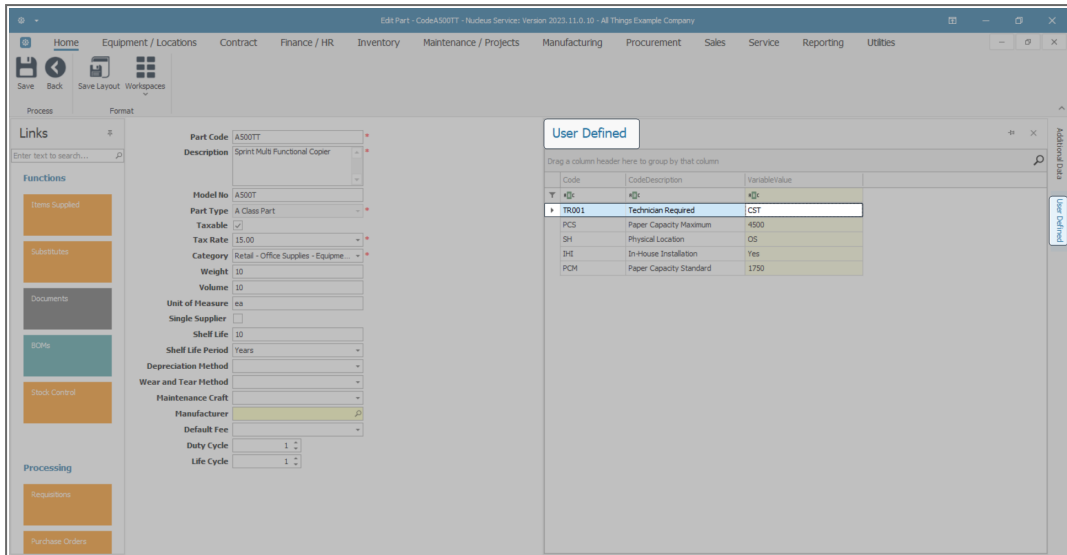 Edit Part - CodeA500TT - Nucleus Service: Version 2023.11.0.10 - All Things Example Company
Home Equipment / Locations Contract Finance / HR Inventory Maintenance / Projects Manufacturing Procurement Sales Service Reporting Utilities
Save Back Save Layout Workspaces
Process Format
Links
Enter text to search...
Functions
Items Supplied
Substitutes
Documents
BOMs
Stock Control
Processing
Requisitions
Purchase Orders
Part Code A500TT *
Description Sprint Multi Functional Copier *
Model No A500T
Part Type A Class Part *
Taxable
Tax Rate 15.00 *
Category Retail - Office Supplies - Equipme... *
Weight 10
Volume 10
Unit of Measure ea
Single Supplier
Shelf Life 10
Shelf Life Period Years
Depreciation Method
Wear and Tear Method
Maintenance Craft
Manufacturer
Default Fee
Duty Cycle 1
Life Cycle 1
User Defined
Drag a column header here to group by that column
Code CodeDescription VariableValue
TR001 Technician Required CST
PCS Paper Capacity Maximum 4500
SH Physical Location OS
IHI In-House Installation Yes
PCM Paper Capacity Standard 1750
Additional Data
User Defined